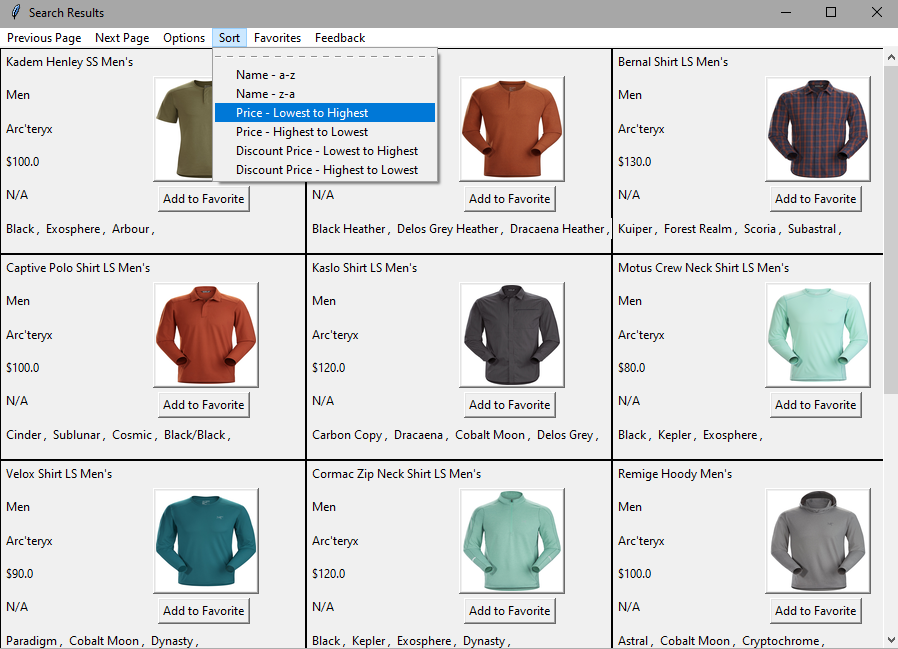 Search Results
Previous Page Next Page Options Sort Favorites Feedback
Name - a-z
Name - z-a
Price - Lowest to Highest
Price - Highest to Lowest
Discount Price - Lowest to Highest
Discount Price - Highest to Lowest
Kadem Henley SS Men's
Men
Arc'teryx
$100.0
N/A
Add to Favorite
Black , Exosphere , Arbour ,
N/A
Add to Favorite
Black Heather , Delos Grey Heather , Dracaena Heather ,
Bernal Shirt LS Men's
Men
Arc'teryx
$130.0
N/A
Add to Favorite
Kuiper , Forest Realm , Scoria , Subastral ,
Captive Polo Shirt LS Men's
Men
Arc'teryx
$100.0
N/A
Add to Favorite
Cinder , Sublunar , Cosmic , Black/Black ,
Kaslo Shirt LS Men's
Men
Arc'teryx
$120.0
N/A
Add to Favorite
Carbon Copy , Dracaena , Cobalt Moon , Delos Grey ,
Motus Crew Neck Shirt LS Men's
Men
Arc'teryx
$80.0
N/A
Add to Favorite
Black , Kepler , Exosphere ,
Velox Shirt LS Men's
Men
Arc'teryx
$90.0
N/A
Add to Favorite
Paradigm , Cobalt Moon , Dynasty ,
Cormac Zip Neck Shirt LS Men's
Men
Arc'teryx
$120.0
N/A
Add to Favorite
Black , Kepler , Exosphere , Dynasty ,
Remige Hoody Men's
Men
Arc'teryx
$100.0
N/A
Add to Favorite
Astral , Cobalt Moon , Cryptochrome ,